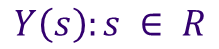 Y(s): s ∈ R